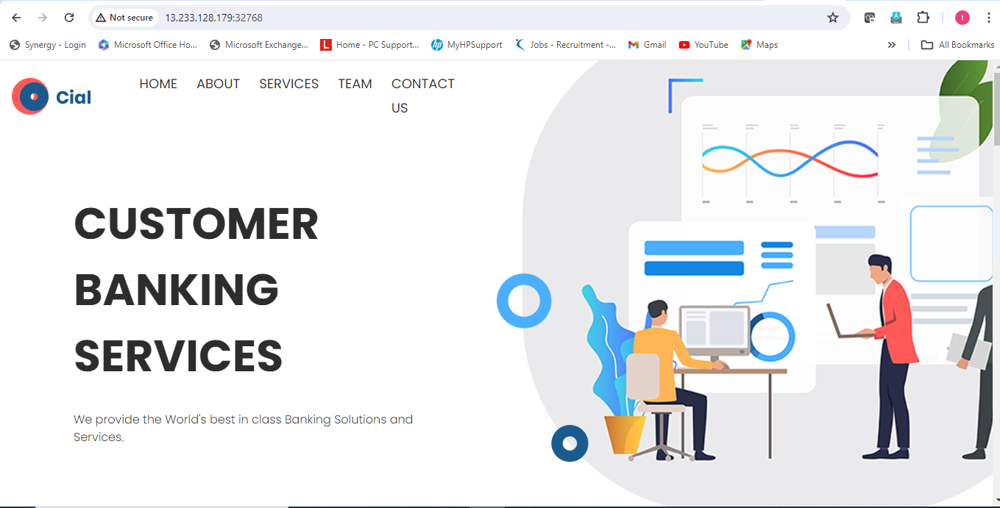 Not secure 13.233.128.179:32768 t
Synergy - Login Microsoft Office Ho... Microsoft Exchange... L Home - PC Support... hp MyHPSupport Jobs - Recruitment -... Gmail YouTube Maps » All Bookmarks
Cial HOME ABOUT SERVICES TEAM CONTACT
US
CUSTOMER
BANKING
SERVICES
We provide the World's best in class Banking Solutions and
Services.